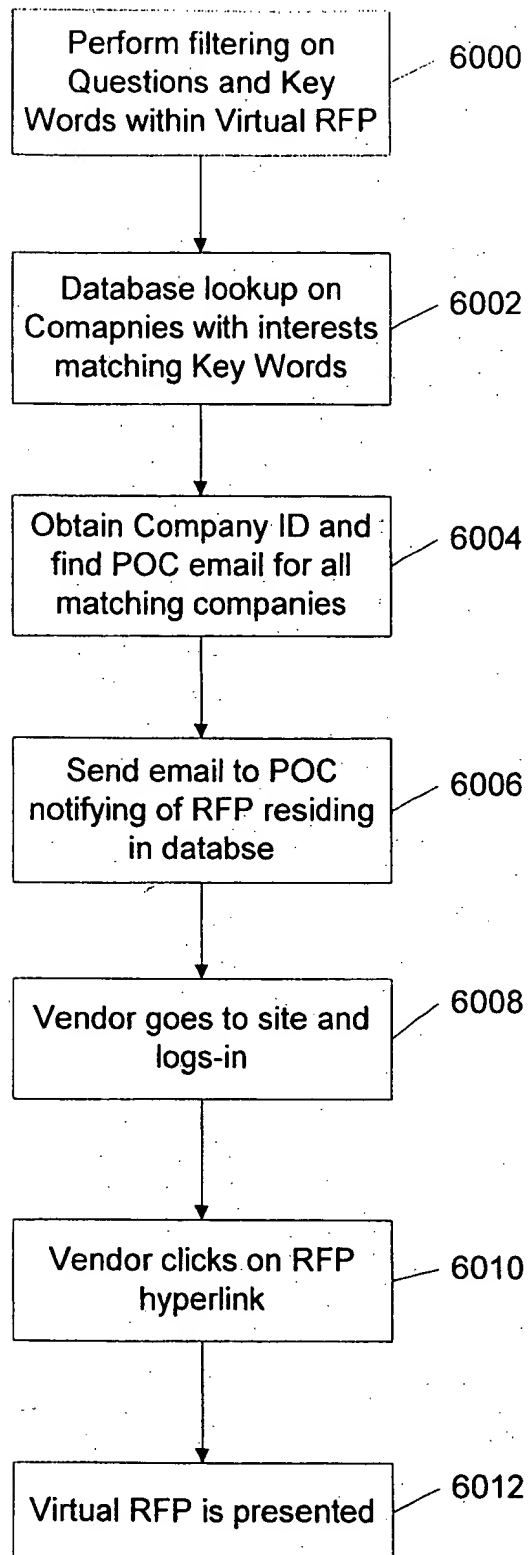 Perform filtering on
Questions and Key
Words within Virtual RFP
6000
Database lookup on
Comapnies with interests
matching Key Words
6002
Obtain Company ID and
find POC email for all
matching companies
6004
Send email to POC
notifying of RFP residing
in databse
6006
Vendor goes to site and
logs-in
6008
Vendor clicks on RFP
hyperlink
6010
Virtual RFP is presented
6012